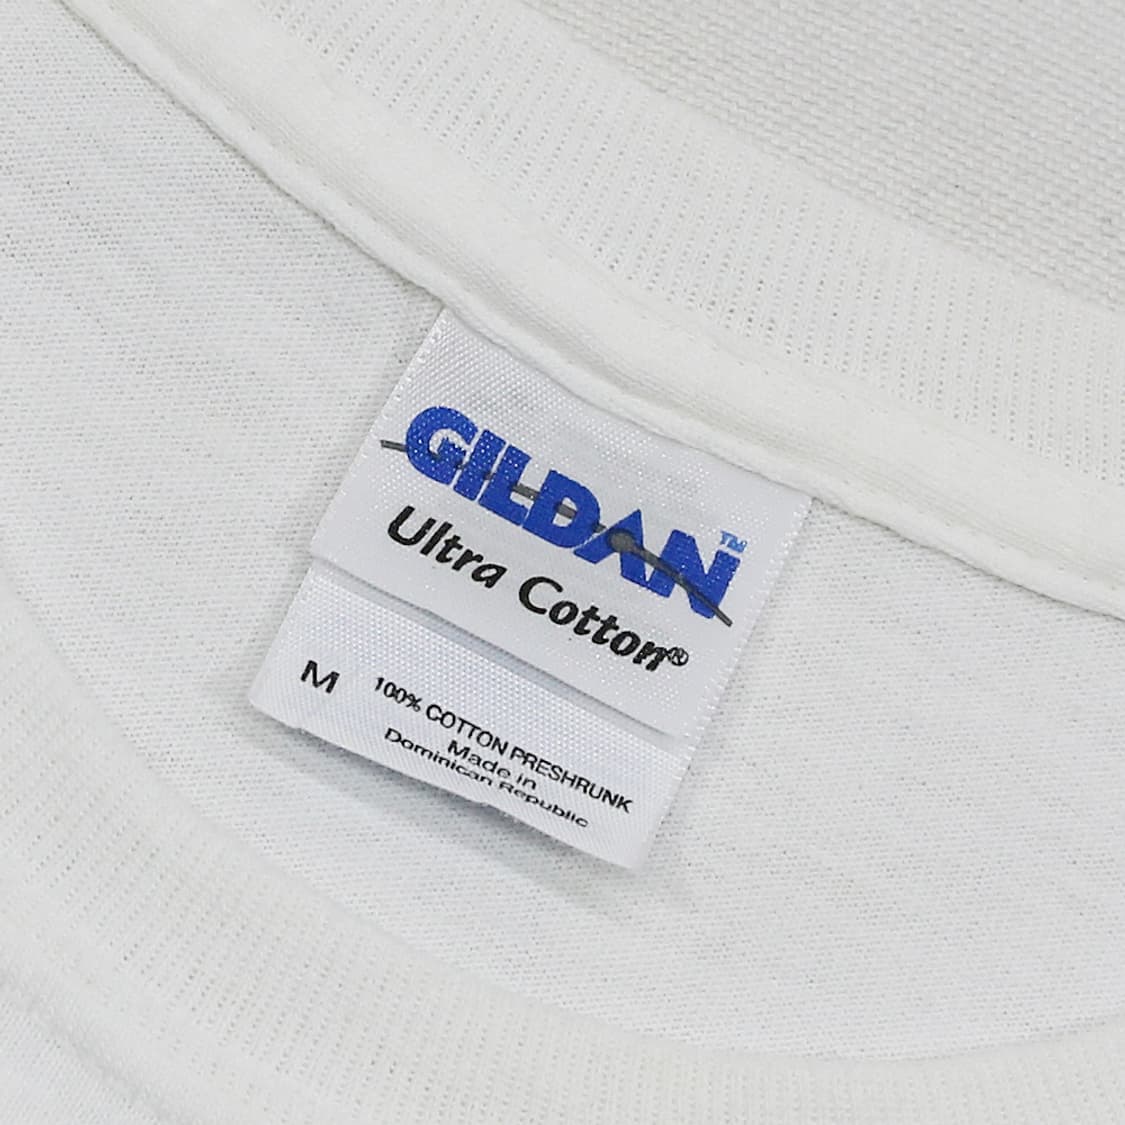 GILDAN™
Ultra Cotton®
M
100% COTTON PRESHRUNK
Made in
Dominican Republic